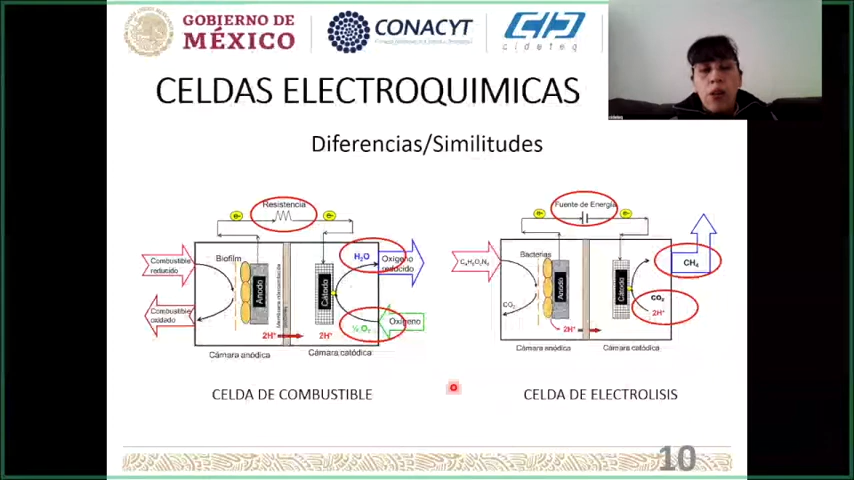 GOBIERNO DE
MÉXICO
CONACYT
cideteq
CELDAS ELECTROQUIMICAS
Diferencias/Similitudes
Resistencia
e-
e-
Combustible
reducido
Combustible
oxidado
Biofilm
Ánodo
Cátodo
H₂O
Oxígeno
reducido
½ O₂
Oxígeno
2H⁺
2H⁺
Cámara anódica
Cámara catódica
CELDA DE COMBUSTIBLE
Fuente de Energía
e-
e-
Bacterias
Ánodo
Cátodo
CO₂
CH₄
CO₂
2H⁺
2H⁺
Cámara anódica
Cámara catódica
CELDA DE ELECTROLISIS
10